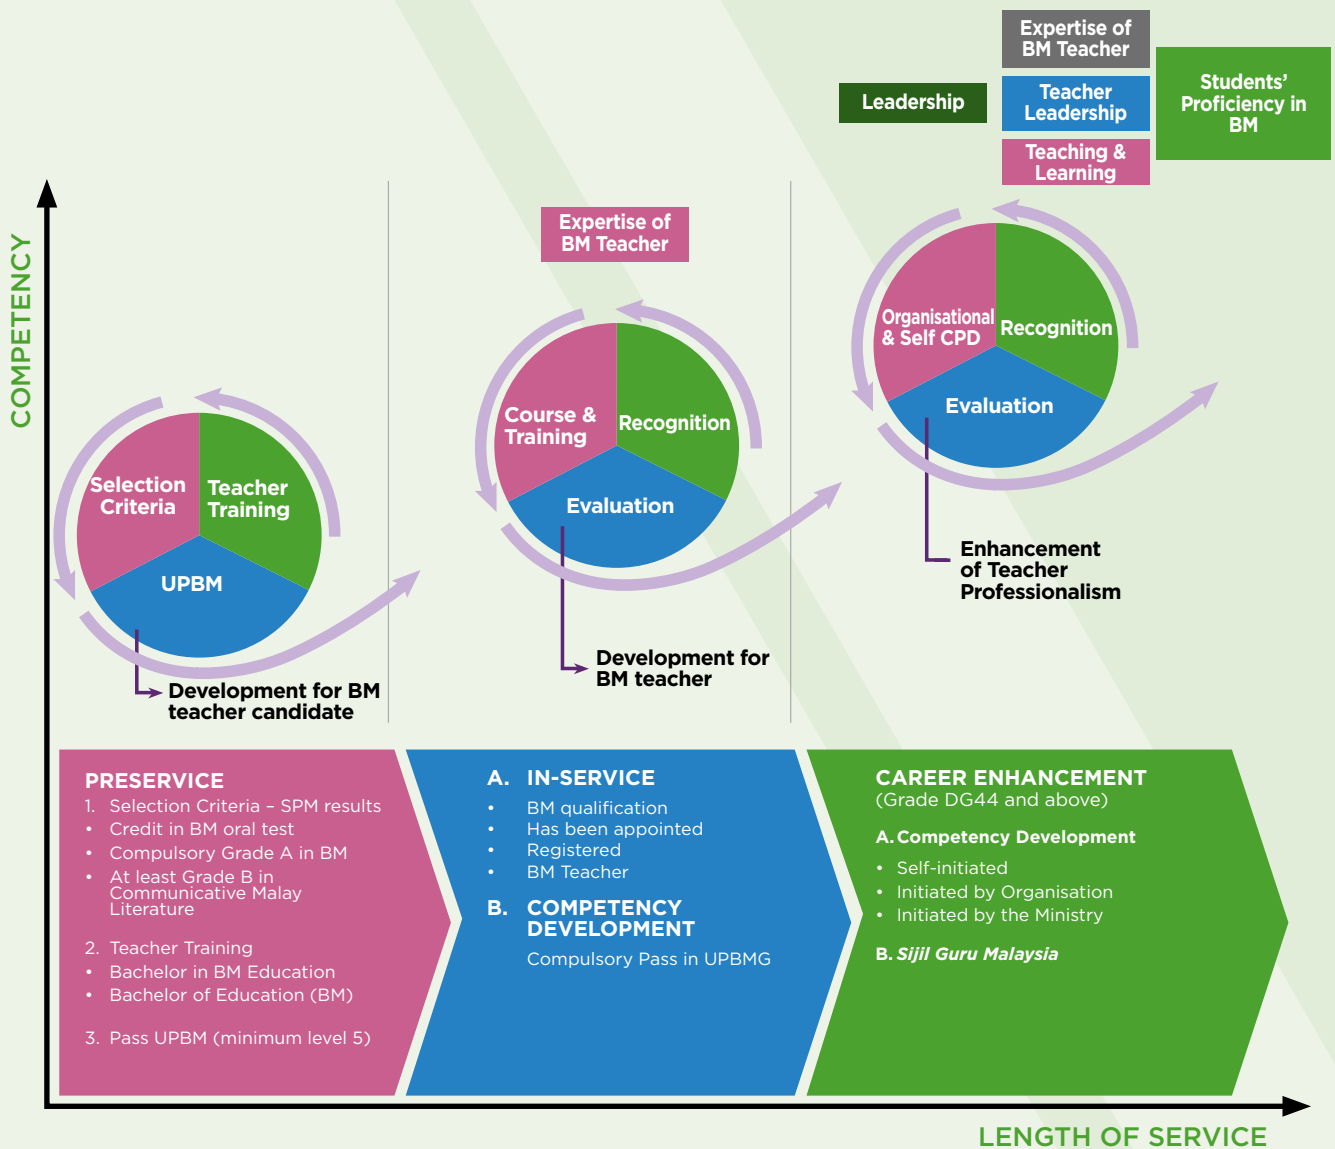 Expertise of
BM Teacher
Leadership
Teacher
Leadership
Students'
Proficiency in
BM
Teaching &
Learning
COMPETENCY
Expertise of
BM Teacher
Organisational
& Self CPD
Recognition
Evaluation
Course &
Training
Recognition
Evaluation
Selection
Criteria
Teacher
Training
UPBM
Enhancement
of Teacher
Professionalism
Development for
BM teacher
Development for BM
teacher candidate
PRESERVICE
1. Selection Criteria – SPM results
• Credit in BM oral test
• Compulsory Grade A in BM
• At least Grade B in
Communicative Malay
Literature
2. Teacher Training
• Bachelor in BM Education
• Bachelor of Education (BM)
3. Pass UPBM (minimum level 5)
A. IN-SERVICE
• BM qualification
• Has been appointed
• Registered
• BM Teacher
B. COMPETENCY
DEVELOPMENT
Compulsory Pass in UPBMG
CAREER ENHANCEMENT
(Grade DG44 and above)
A. Competency Development
• Self-initiated
• Initiated by Organisation
• Initiated by the Ministry
B. Sijil Guru Malaysia
LENGTH OF SERVICE